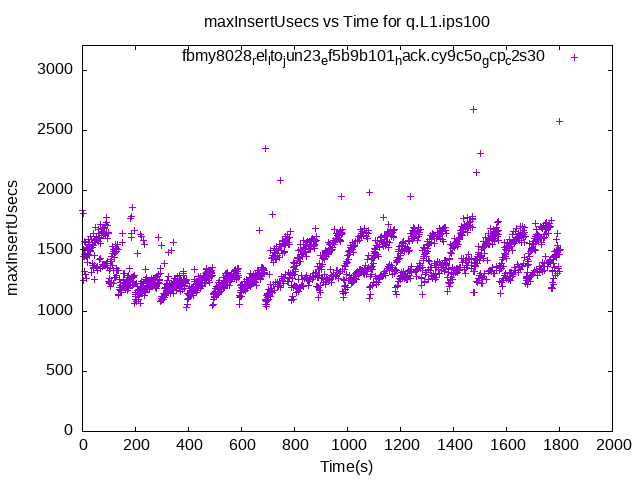 maxInsertUsecs vs Time for q.L1.ips100
fbmy8028relltojun23ef5b9b101hack.cy9c5ogcpc2s30
3000
2500
2000
1500
1000
500
0
maxInsertUsecs
0 200 400 600 800 1000 1200 1400 1600 1800 2000
Time(s)